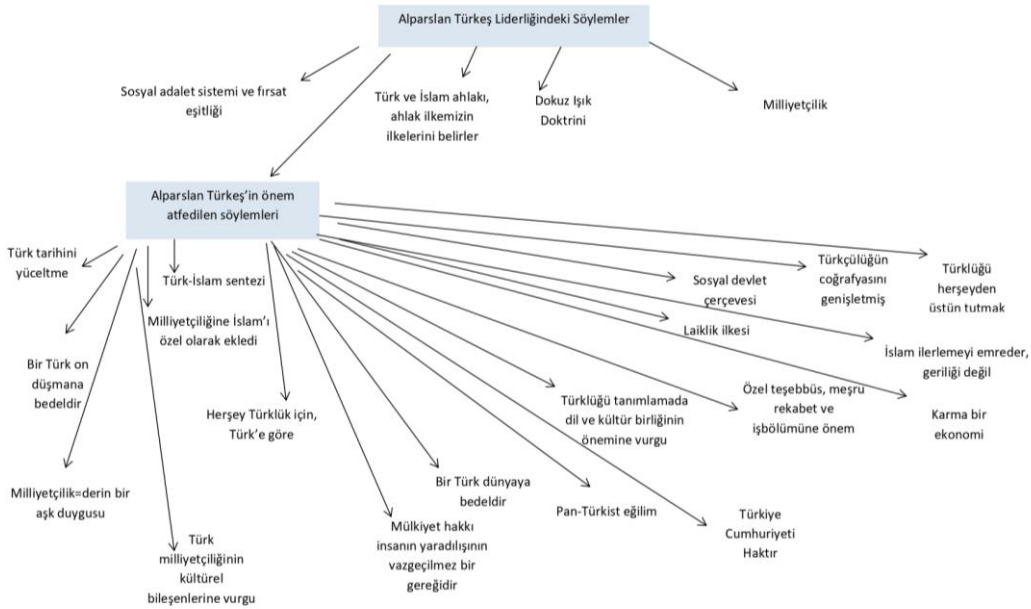 Alparslan Türkeş Liderliğindeki Söylemler
Sosyal adalet sistemi ve fırsat
eşitliği
Türk ve İslam ahlakı,
ahlak ilkemizin
ilkelerini belirler
Dokuz Işık
Doktrini
Milliyetçilik
Alparslan Türkeş’in önem
atfedilen söylemleri
Türk tarihini
yüceltme
Türk-İslam sentezi
Milliyetçiliğine İslam’ı
özel olarak ekledi
Bir Türk on
düşmana
bedeldir
Herşey Türklük için,
Türk’e göre
Milliyetçilik=derin bir
aşk duygusu
Türk
milliyetçiliğinin
kültürel
bileşenlerine vurgu
Mülkiyet hakkı
insanın yaradılışının
vazgeçilmez bir
gereğidir
Bir Türk dünyaya
bedeldir
Pan-Türkist eğilim
Türklüğü tanımlamada
dil ve kültür birliğinin
önemine vurgu
Türkiye
Cumhuriyeti
Haktır
Özel teşebbüs, meşru
rekabet ve
işbölümüne önem
Karma bir
ekonomi
İslam ilerlemeyi emreder,
geriliği değil
Laiklik ilkesi
Sosyal devlet
çerçevesi
Türkçülüğün
coğrafyasını
genişletmiş
Türklüğü
herşeyden
üstün tutmak